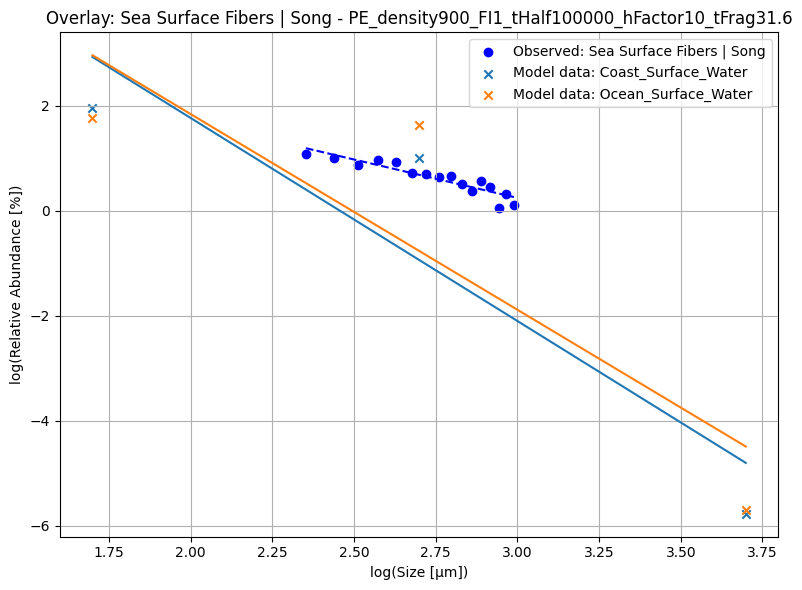 Overlay: Sea Surface Fibers | Song - PE_density900_FI1_tHalf100000_hFactor10_tFrag31.6
Observed: Sea Surface Fibers | Song
Model data: Coast_Surface_Water
Model data: Ocean_Surface_Water
log(Relative Abundance [%])
2
0
−2
−4
−6
1.75 2.00 2.25 2.50 2.75 3.00 3.25 3.50 3.75
log(Size [μm])